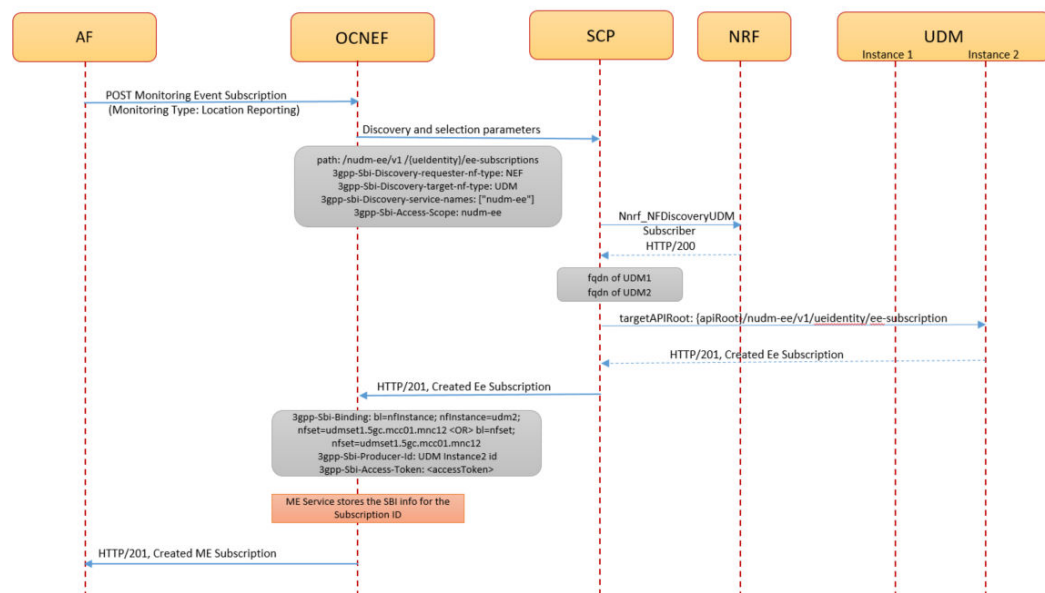 AF
OCNEF
SCP
NRF
UDM
Instance 1
Instance 2
POST Monitoring Event Subscription
(Monitoring Type: Location Reporting)
Discovery and selection parameters
path: /nudm-ee/v1 /{ueIdentity}/ee-subscriptions
3gpp-Sbi-Discovery-requester-nf-type: NEF
3gpp-Sbi-Discovery-target-nf-type: UDM
3gpp-sbi-Discovery-service-names: ["nudm-ee"]
3gpp-Sbi-Access-Scope: nudm-ee
Nnrf_NFDiscoveryUDM
Subscriber
HTTP/200
fqdn of UDM1
fqdn of UDM2
targetAPIRoot: {apiRoot}/nudm-ee/v1/ueidentity/ee-subscription
HTTP/201, Created Ee Subscription
HTTP/201, Created Ee Subscription
3gpp-Sbi-Binding: bl=nfInstance; nfInstance=udm2;
nfset=udmset1.5gc.mcc01.mnc12 <OR> bl=nfset;
nfset=udmset1.5gc.mcc01.mnc12
3gpp-Sbi-Producer-Id: UDM Instance2 id
3gpp-Sbi-Access-Token: <accessToken>
ME Service stores the SBI info for the
Subscription ID
HTTP/201, Created ME Subscription